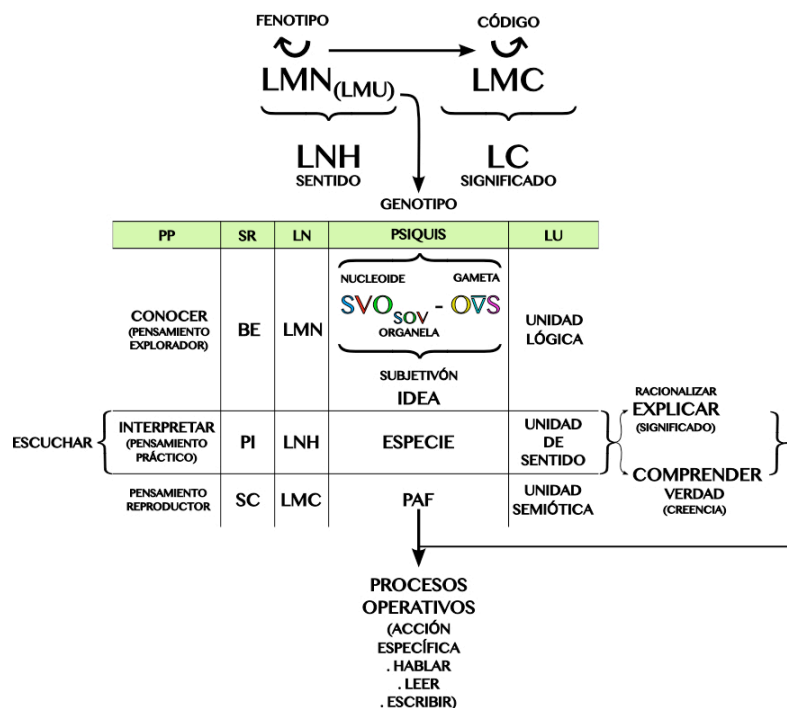 FENOTIPO
CÓDIGO
LMN(LMU)
LMC
LNH
SENTIDO
LC
SIGNIFICADO
GENOTIPO
PP SR LN PSIQUIS LU
NUCLEOIDE GAMETA
SVO SOV - O∇S
ORGANELA
CONOCER
(PENSAMIENTO
EXPLORADOR)
BE
LMN
SUBJETIVÓN
IDEA
UNIDAD
LÓGICA
ESCUCHAR
INTERPRETAR
(PENSAMIENTO
PRÁCTICO)
PI
LNH
ESPECIE
UNIDAD
DE
SENTIDO
RACIONALIZAR
EXPLICAR
(SIGNIFICADO)
COMPRENDER
VERDAD
(CREENCIA)
PENSAMIENTO
REPRODUCTOR
SC
LMC
PAF
UNIDAD
SEMIÓTICA
PROCESOS
OPERATIVOS
(ACCIÓN
ESPECÍFICA
. HABLAR
. LEER
. ESCRIBIR)